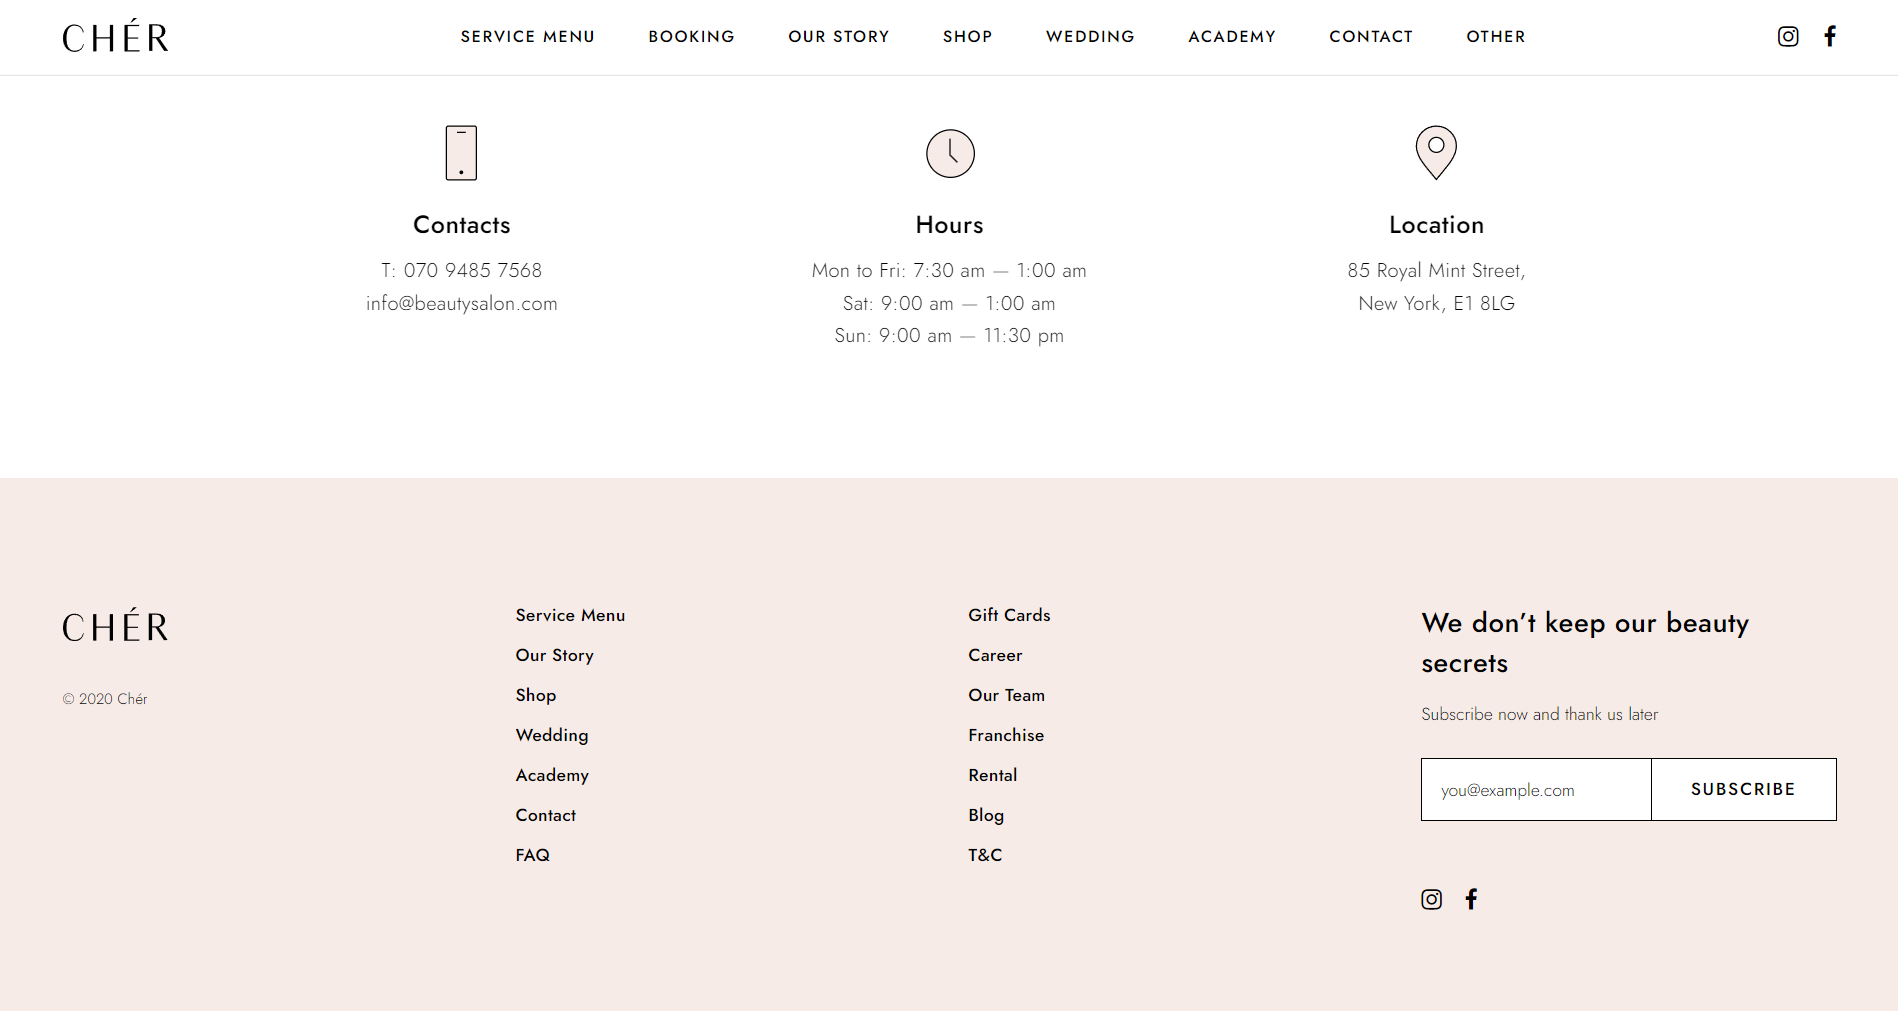 CHÉR
SERVICE MENU
BOOKING
OUR STORY
SHOP
WEDDING
ACADEMY
CONTACT
OTHER
Contacts
T: 070 9485 7568
info@beautysalon.com
Hours
Mon to Fri: 7:30 am — 1:00 am
Sat: 9:00 am — 1:00 am
Sun: 9:00 am — 11:30 pm
Location
85 Royal Mint Street,
New York, E1 8LG
CHÉR
© 2020 Chér
Service Menu
Our Story
Shop
Wedding
Academy
Contact
FAQ
Gift Cards
Career
Our Team
Franchise
Rental
Blog
T&C
We don’t keep our beauty
secrets
Subscribe now and thank us later
you@example.com
SUBSCRIBE